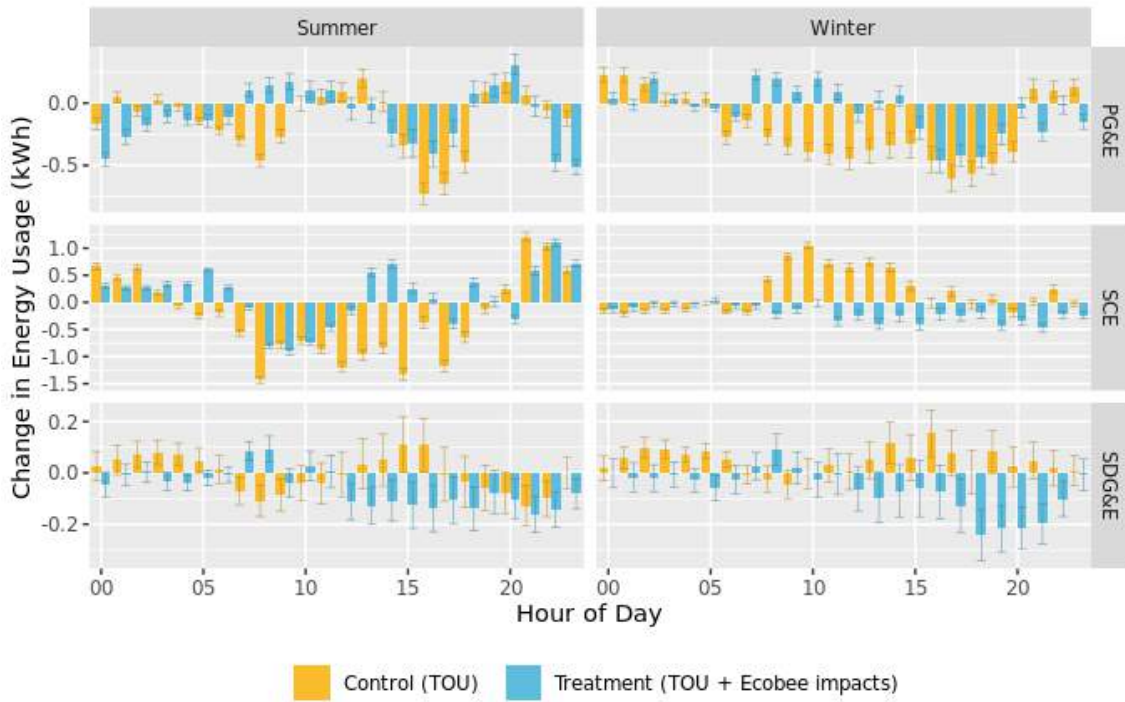 Summer Winter
0.0
-0.5
PG&E
1.0
0.5
0.0
-0.5
-1.0
-1.5
SCE
0.2
0.0
-0.2
SDG&E
Change in Energy Usage (kWh)
00 05 10 15 20 00 05 10 15 20
Hour of Day
Control (TOU) Treatment (TOU + Ecobee impacts)